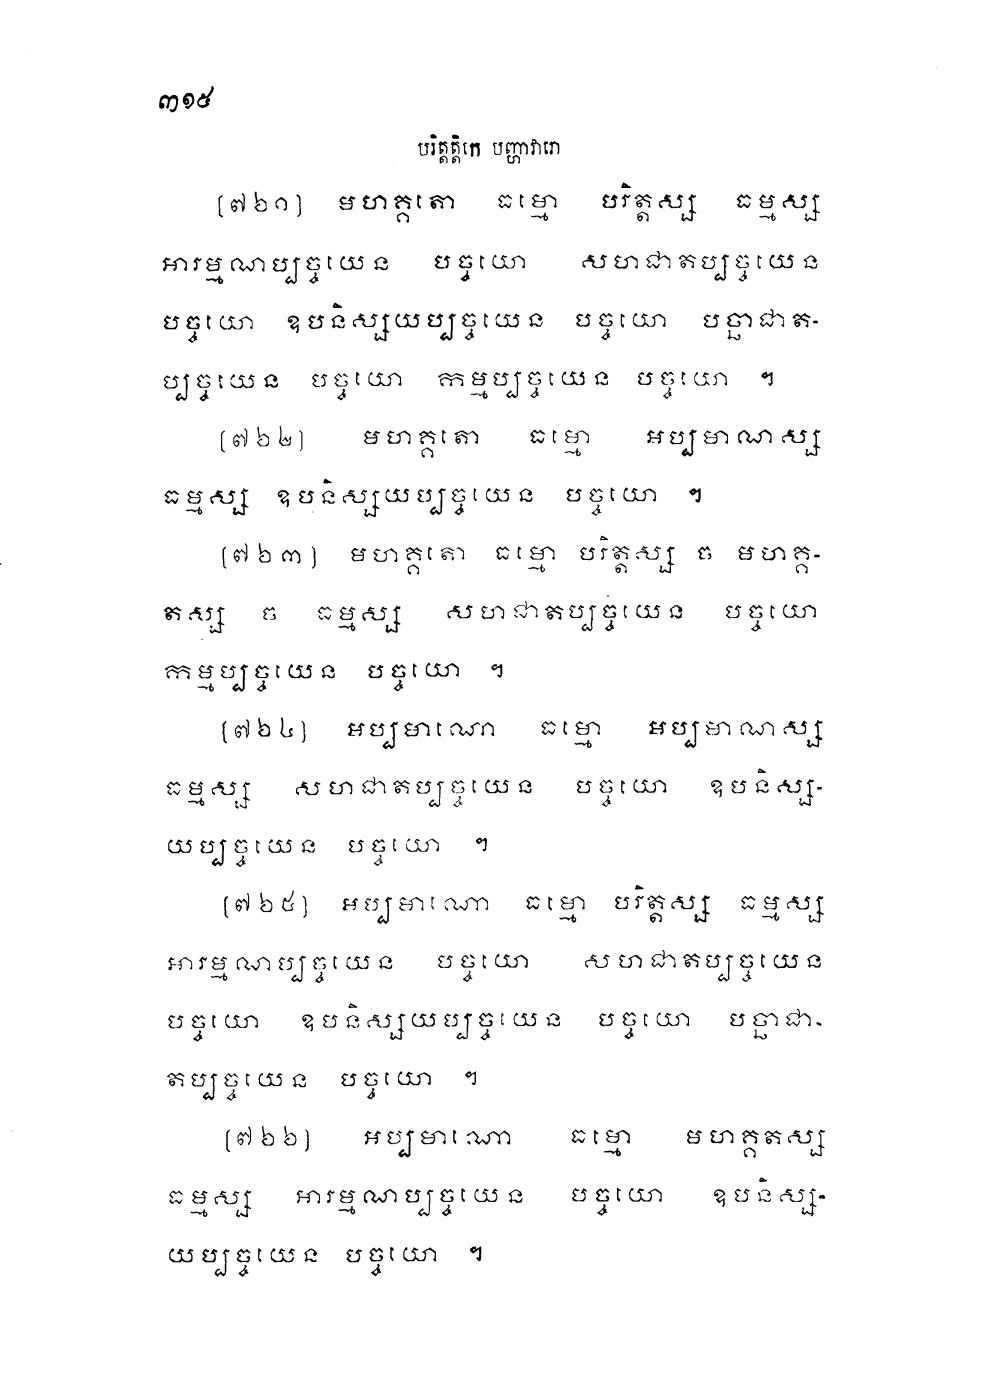 ៣១៥
បរិត្តត្តិកេ បញ្ហាវារោ
[៧៦១] មហគ្គតោ ធម្មោ បរិត្តស្ស ធម្មស្ស
អារម្មណប្បច្ចយេន បច្ចយោ សហជាតប្បច្ចយេន
បច្ចយោ ឧបនិស្សយប្បច្ចយេន បច្ចយោ បច្ឆាជាត-
ប្បច្ចយេន បច្ចយោ កម្មប្បច្ចយេន បច្ចយោ ។
[៧៦២] មហគ្គតោ ធម្មោ អប្បមាណស្ស
ធម្មស្ស ឧបនិស្សយប្បច្ចយេន បច្ចយោ ។
[៧៦៣] មហគ្គតោ ធម្មោ បរិត្តស្ស ច មហគ្គ-
តស្ស ច ធម្មស្ស សហជាតប្បច្ចយេន បច្ចយោ
កម្មប្បច្ចយេន បច្ចយោ ។
[៧៦៤] អប្បមាណោ ធម្មោ អប្បមាណស្ស
ធម្មស្ស សហជាតប្បច្ចយេន បច្ចយោ ឧបនិស្ស-
យប្បច្ចយេន បច្ចយោ ។
[៧៦៥] អប្បមាណោ ធម្មោ បរិត្តស្ស ធម្មស្ស
អារម្មណប្បច្ចយេន បច្ចយោ សហជាតប្បច្ចយេន
បច្ចយោ ឧបនិស្សយប្បច្ចយេន បច្ចយោ បច្ឆាជា-
តប្បច្ចយេន បច្ចយោ ។
[៧៦៦] អប្បមាណោ ធម្មោ មហគ្គតស្ស
ធម្មស្ស អារម្មណប្បច្ចយេន បច្ចយោ ឧបនិស្ស-
យប្បច្ចយេន បច្ចយោ ។